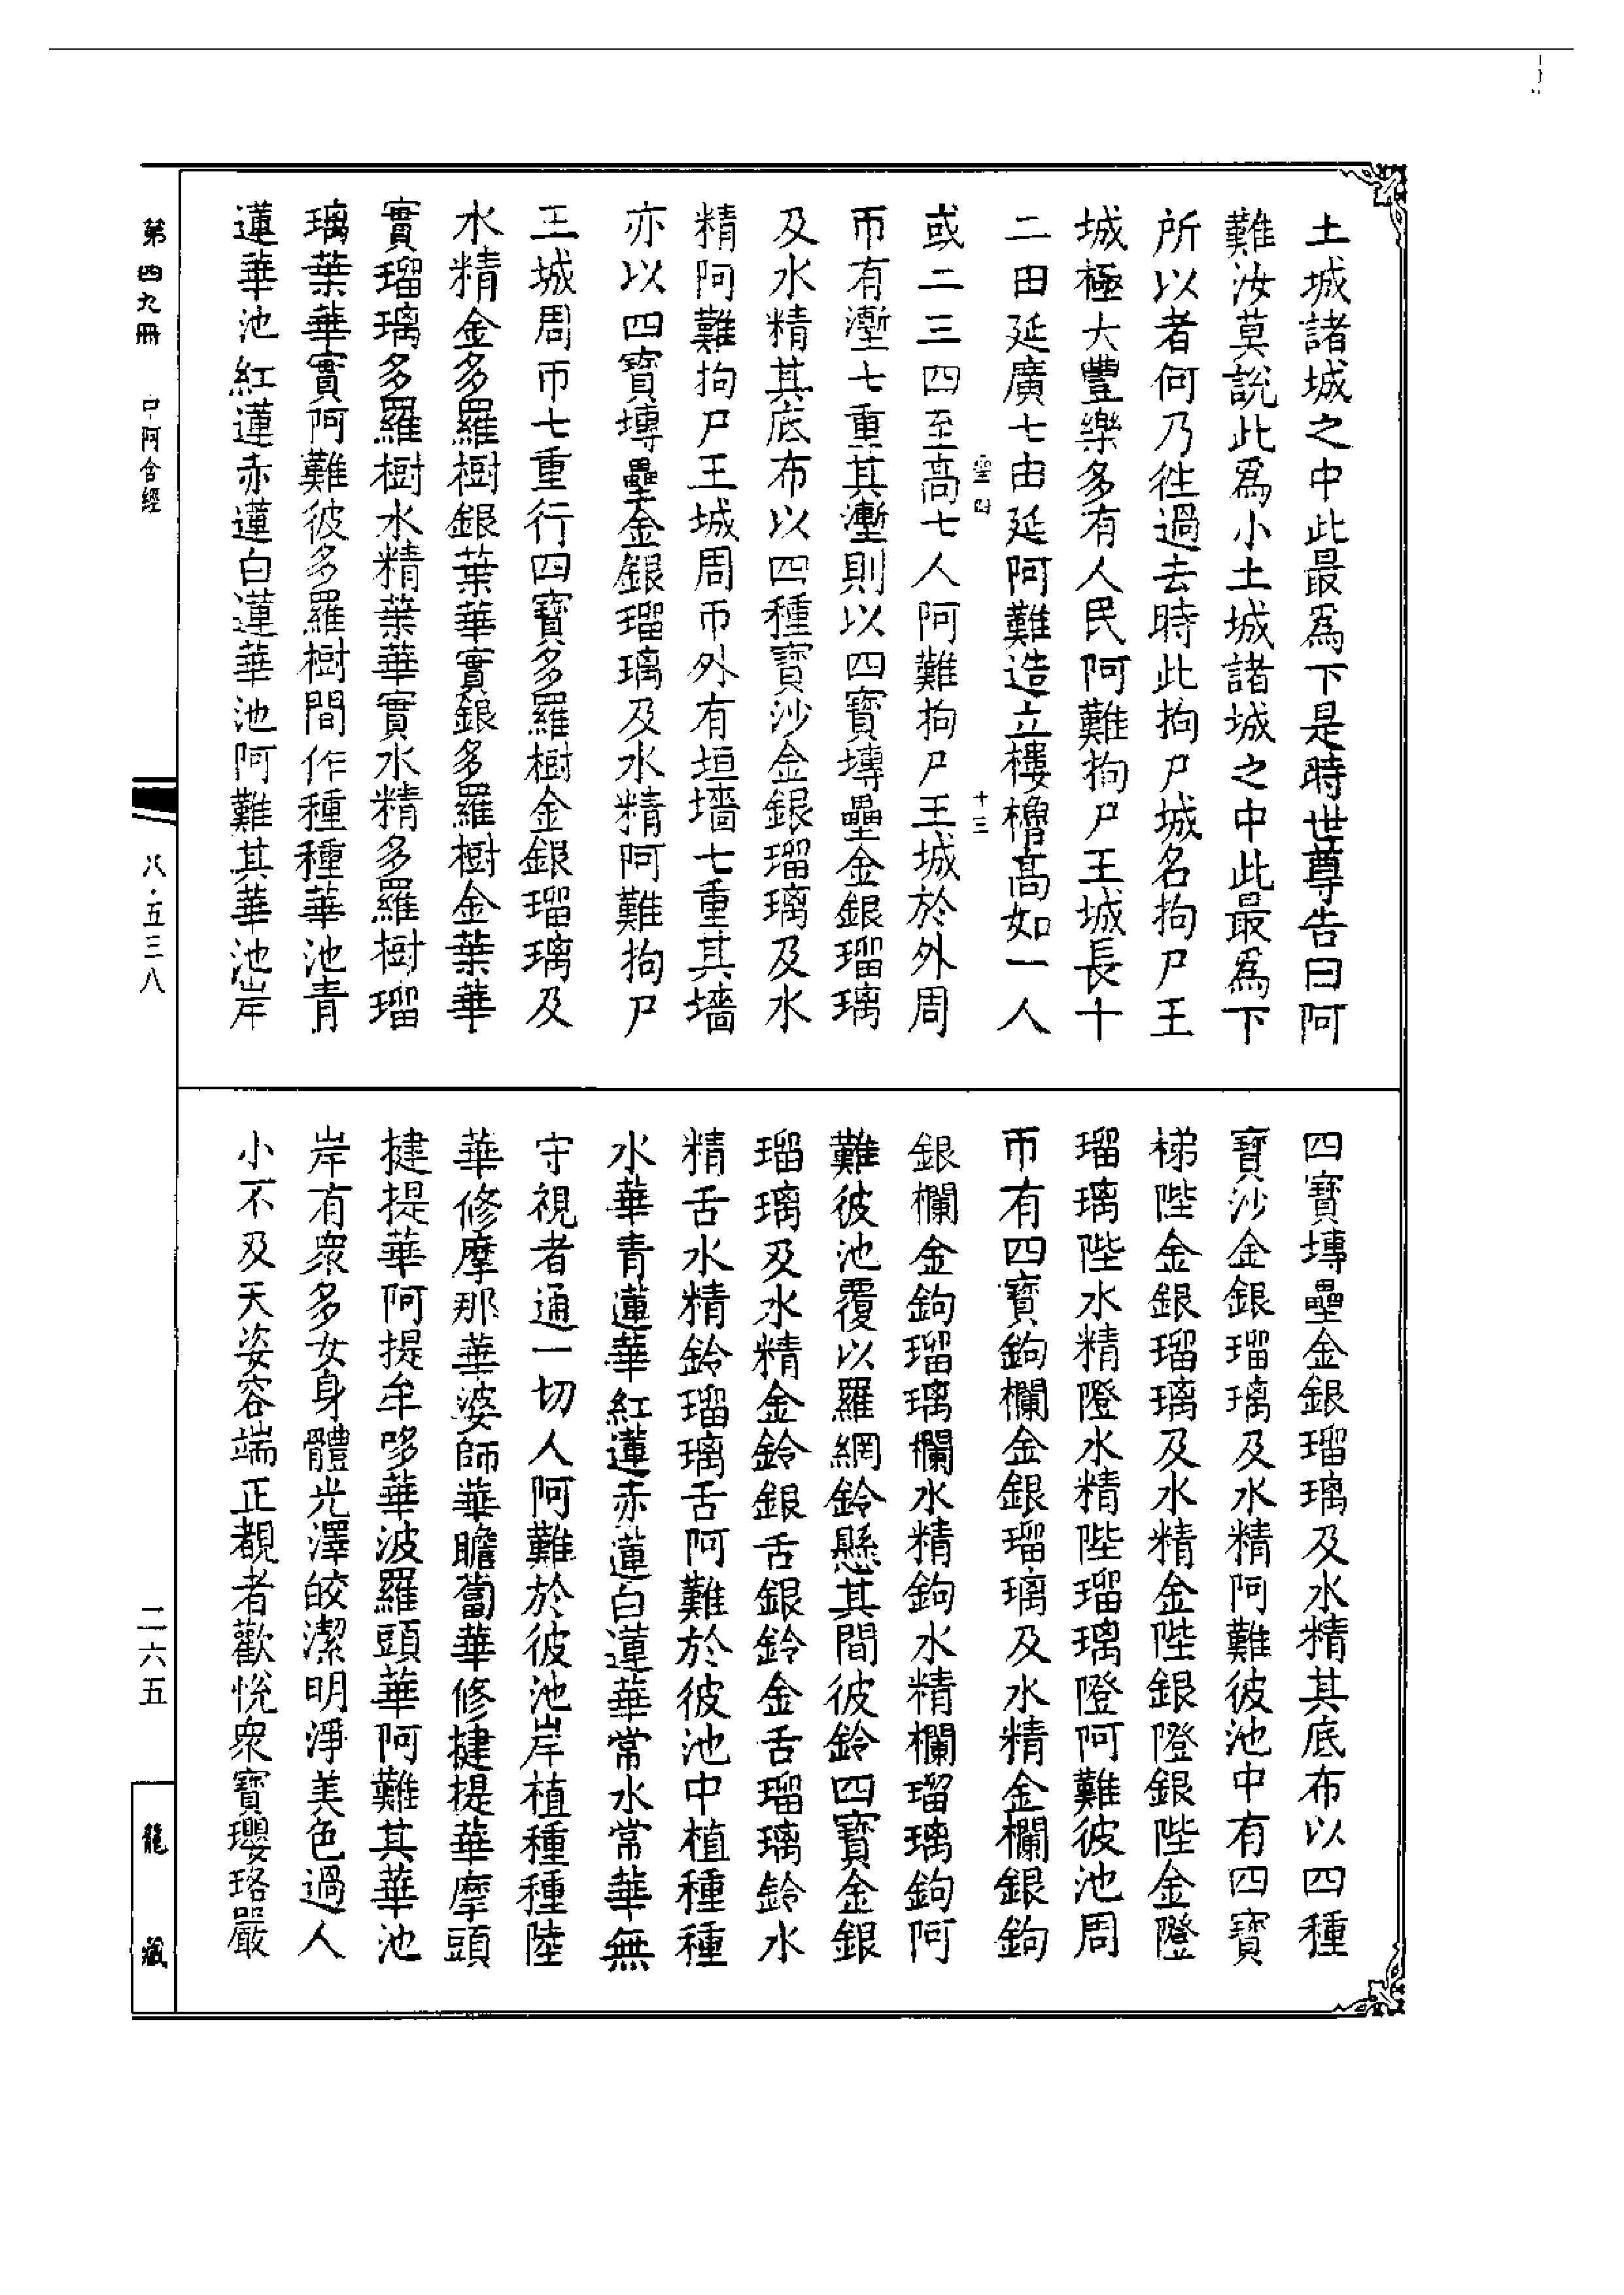 土城諸城之中此最爲下是時世尊告曰阿
難汝莫說此爲小土城諸城之中此最爲下
所以者何乃徃過去時此拘尸城名拘尸王
城極大豐樂多有人民阿難拘尸王城長十
二由延廣七由延阿難造立樓櫓高如一人
或二三四至高七人阿難拘尸王城於外周
帀有壍七重其壍則以四寶塼壘金銀瑠璃
及水精其底布以四種寶沙金銀瑠璃及水
精阿難拘尸王城周帀外有垣墻七重其墻
亦以四寶塼壘金銀瑠璃及水精阿難拘尸
王城周帀七重行四寶多羅樹金銀瑠璃及
水精金多羅樹銀葉華實銀多羅樹金葉華
實瑠璃多羅樹水精葉華實水精多羅樹瑠
璃葉華實阿難彼多羅樹間作種種華池青
蓮華池紅蓮赤蓮白蓮華池阿難其華池岸
四寶塼壘金銀瑠璃及水精其底布以四種
寶沙金銀瑠璃及水精阿難彼池中有四寶
梯陛金銀瑠璃及水精金陛銀隥銀陛金隥
瑠璃陛水精隥水精陛瑠璃隥阿難彼池周
帀有四寶鉤欄金銀瑠璃及水精金欄銀鉤
銀欄金鉤瑠璃欄水精鉤水精欄瑠璃鉤阿
難彼池覆以羅網鈴懸其間彼鈴四寶金銀
瑠璃及水精金鈴銀舌銀鈴金舌瑠璃鈴水
精舌水精鈴瑠璃舌阿難於彼池中植種種
水華青蓮華紅蓮赤蓮白蓮華常水常華無
守視者通一切人阿難於彼池岸植種種陸
華修摩那華婆師華瞻蔔華修揵提華摩頭
揵提華阿提牟哆華波羅頭華阿難其華池
岸有衆多女身體光澤皎潔明淨美色過人
小不及天姿容端正覩者歡悅衆寶瓔珞嚴
十三
第四九冊 中阿含經
八·五三八
二六五
龍藏